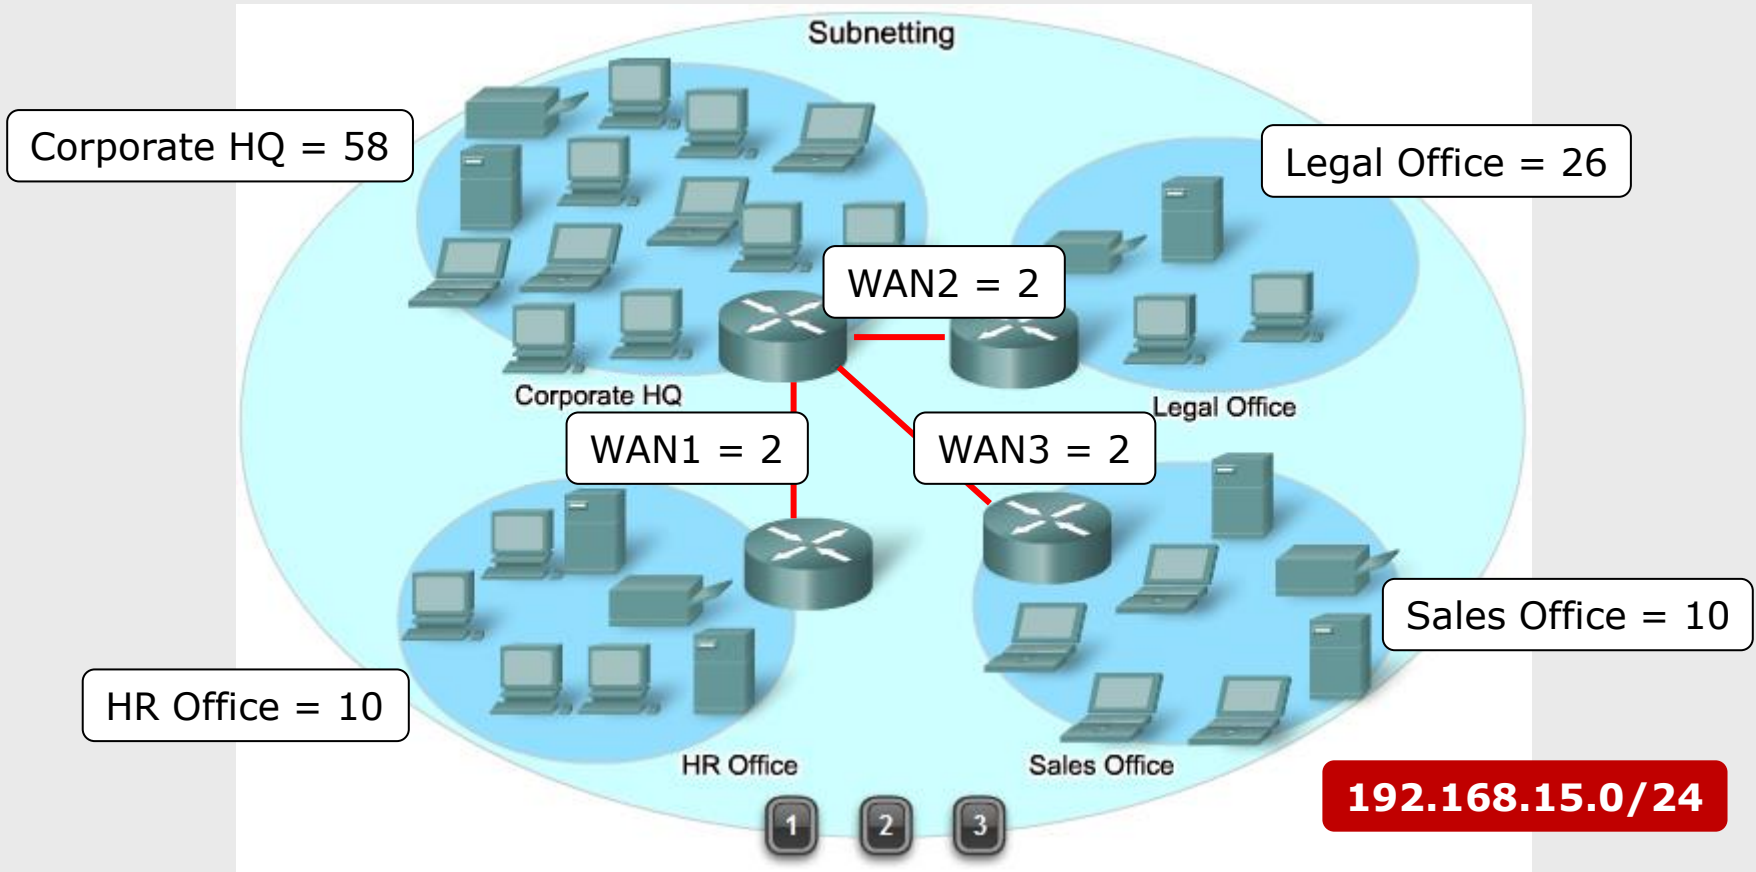 Subnetting
Corporate HQ = 58
Legal Office = 26
WAN2 = 2
Corporate HQ
Legal Office
WAN1 = 2
WAN3 = 2
Sales Office = 10
HR Office = 10
HR Office
Sales Office
192.168.15.0/24
1
2
3